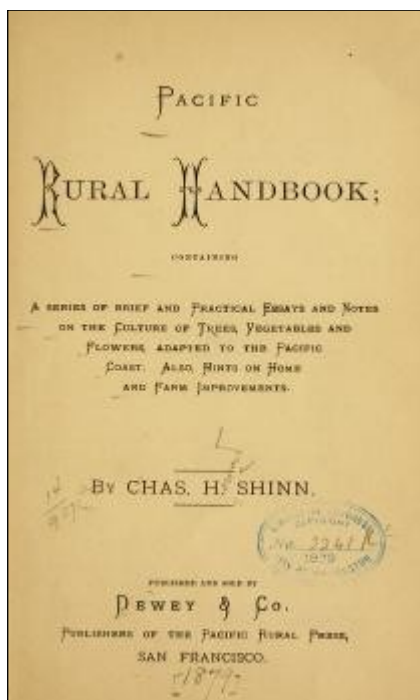 PACIFIC
RURAL HANDBOOK;
CONTAINING
A SERIES OF BRIEF AND PRACTICAL ESSAYS AND NOTES
ON THE CULTURE OF TREES, VEGETABLES AND
FLOWERS, ADAPTED TO THE PACIFIC
COAST. ALSO, HINTS ON HOME
AND FARM IMPROVEMENTS.
BY CHAS. H. SHINN.
No.
1879
PUBLISHED AND SOLD BY
DEWEY & CO.
PUBLISHERS OF THE PACIFIC RURAL PRESS,
SAN FRANCISCO.
1879